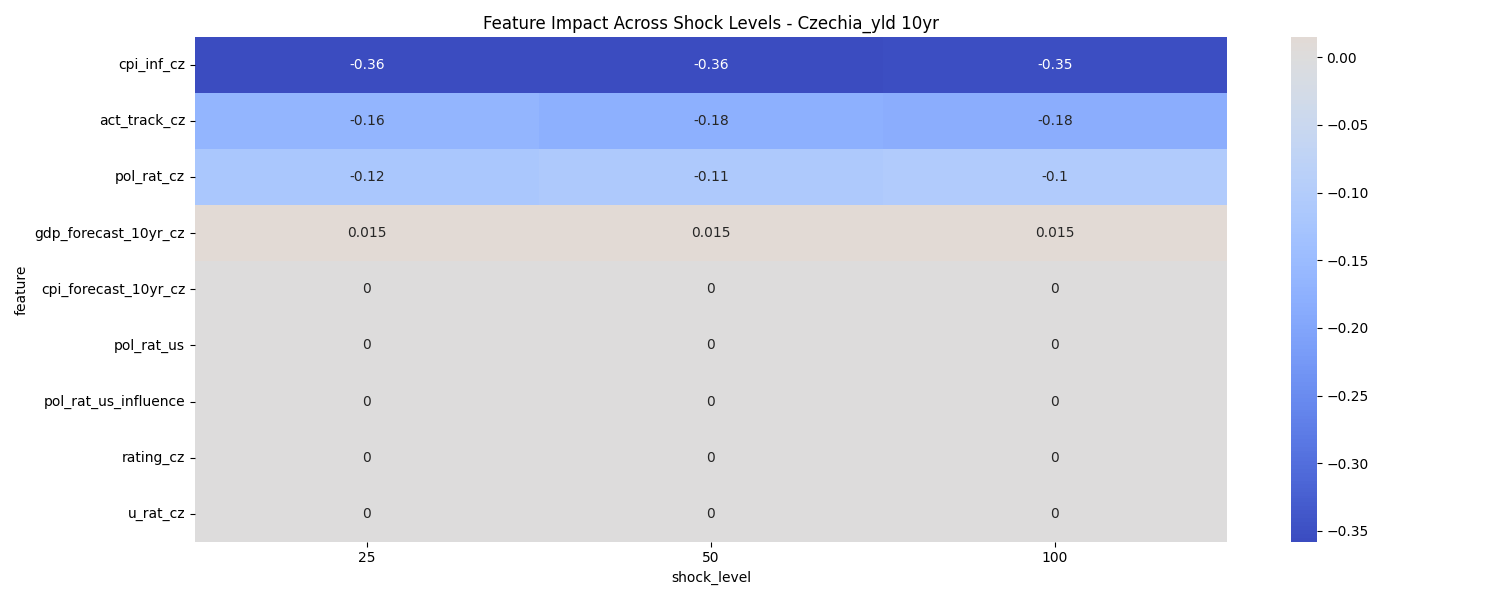 Feature Impact Across Shock Levels - Czechia_yld 10yr
feature
cpi_inf_cz -0.36 -0.36 -0.35
act_track_cz -0.16 -0.18 -0.18
pol_rat_cz -0.12 -0.11 -0.1
gdp_forecast_10yr_cz 0.015 0.015 0.015
cpi_forecast_10yr_cz 0 0 0
pol_rat_us 0 0 0
pol_rat_us_influence 0 0 0
rating_cz 0 0 0
u_rat_cz 0 0 0
25 50 100
shock_level
0.00
−0.05
−0.10
−0.15
−0.20
−0.25
−0.30
−0.35